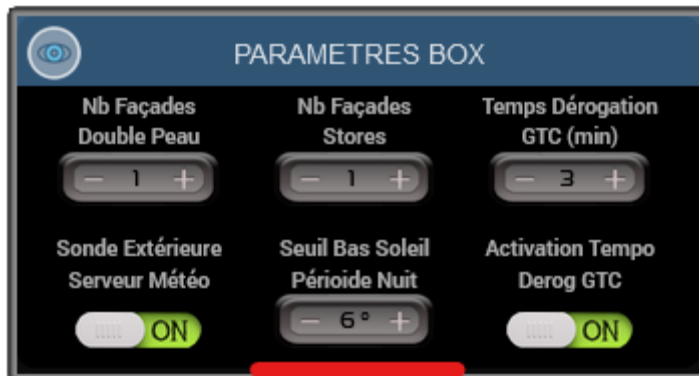 PARAMETRES BOX
Nb Façades
Double Peau
− 1 +
Nb Façades
Stores
− 1 +
Temps Dérogation
GTC (min)
− 3 +
Sonde Extérieure
Serveur Météo
ON
Seuil Bas Soleil
Périoide Nuit
− 6° +
Activation Tempo
Derog GTC
ON